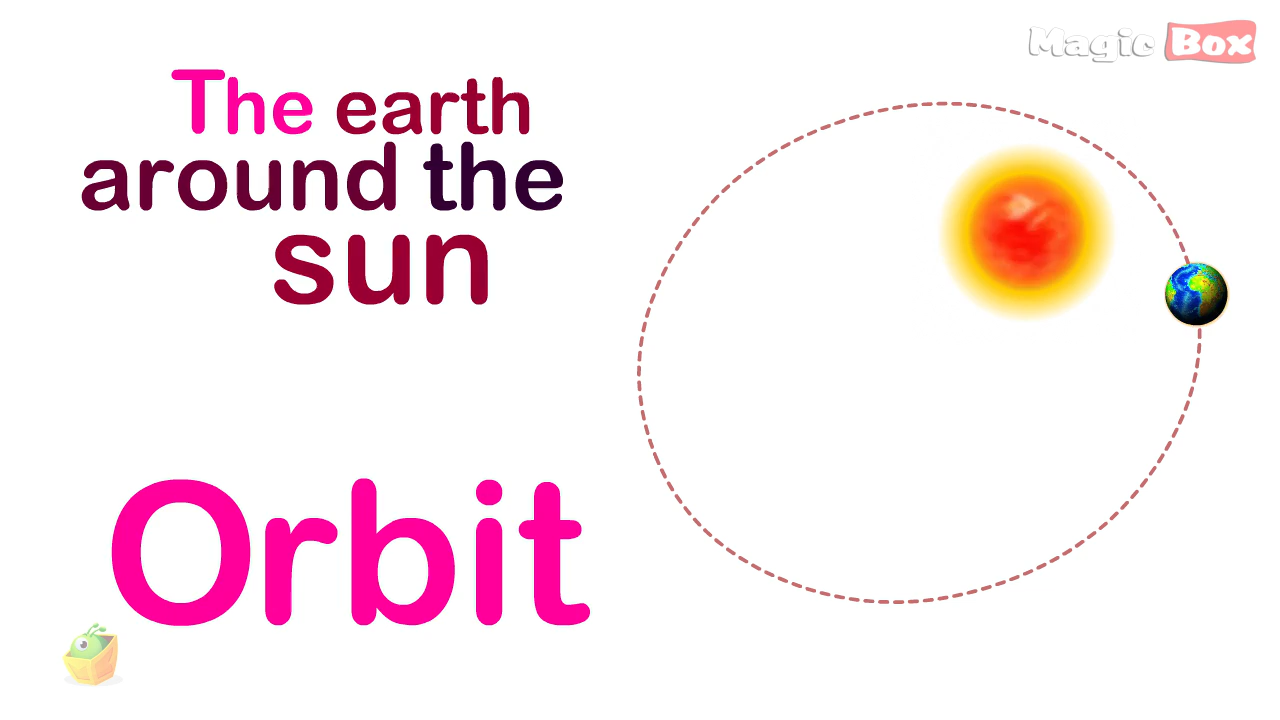 Magic Box
The earth
around the
sun
Orbit